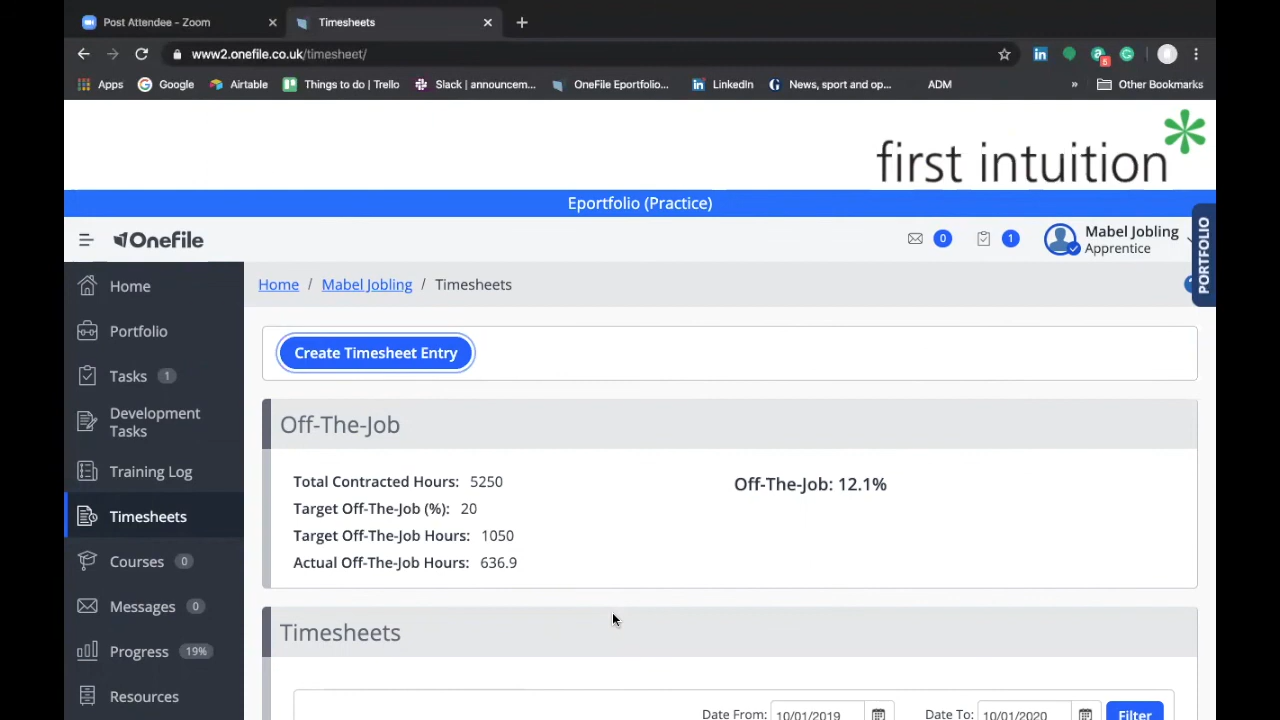 Post Attendee - Zoom
Timesheets
www2.onefile.co.uk/timesheet/
5
Apps
Google
Airtable
Things to do | Trello
Slack | announcem...
OneFile Eportfolio...
LinkedIn
News, sport and op...
ADM
»
Other Bookmarks
first intuition
Eportfolio (Practice)
Onefile
0
1
Mabel Jobling
Apprentice
PORTFOLIO
Home / Mabel Jobling / Timesheets
Home
Portfolio
Tasks 1
Development
Tasks
Training Log
Timesheets
Courses 0
Messages 0
Progress 19%
Resources
Create Timesheet Entry
Off-The-Job
Total Contracted Hours: 5250
Target Off-The-Job (%): 20
Target Off-The-Job Hours: 1050
Actual Off-The-Job Hours: 636.9
Off-The-Job: 12.1%
Timesheets
Date From: 10/01/2019
Date To: 10/01/2020
Filter